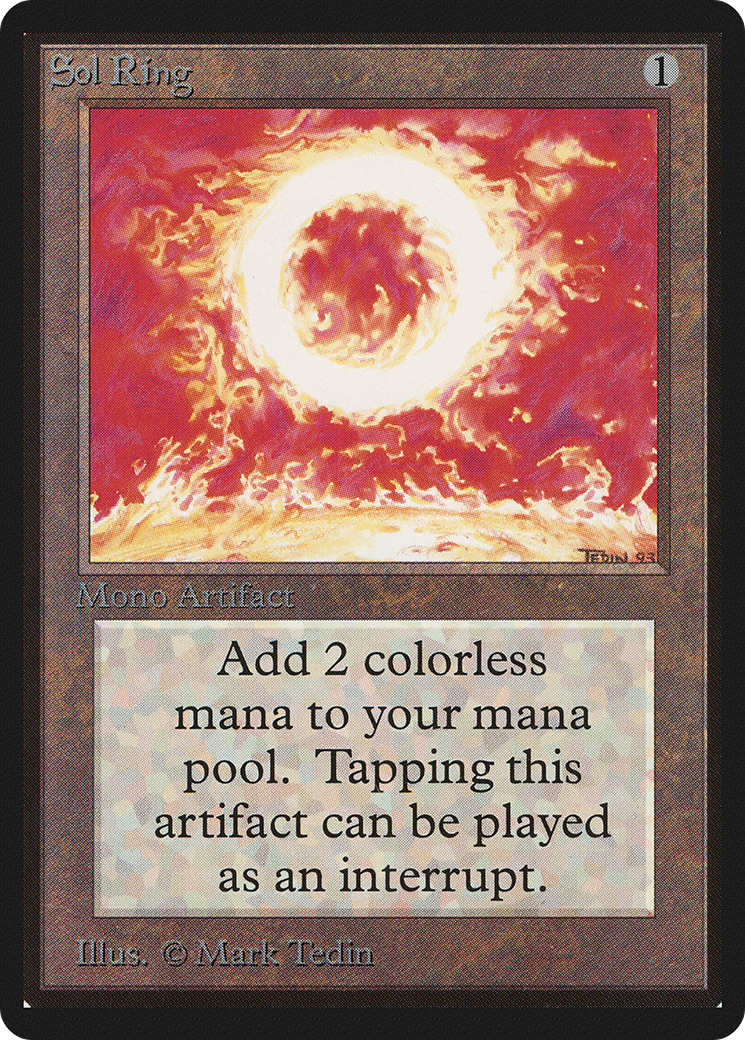 Sol Ring
1
TEDIN 93
Mono Artifact
Add 2 colorless
mana to your mana
pool.  Tapping this
artifact can be played
as an interrupt.
Illus. © Mark Tedin